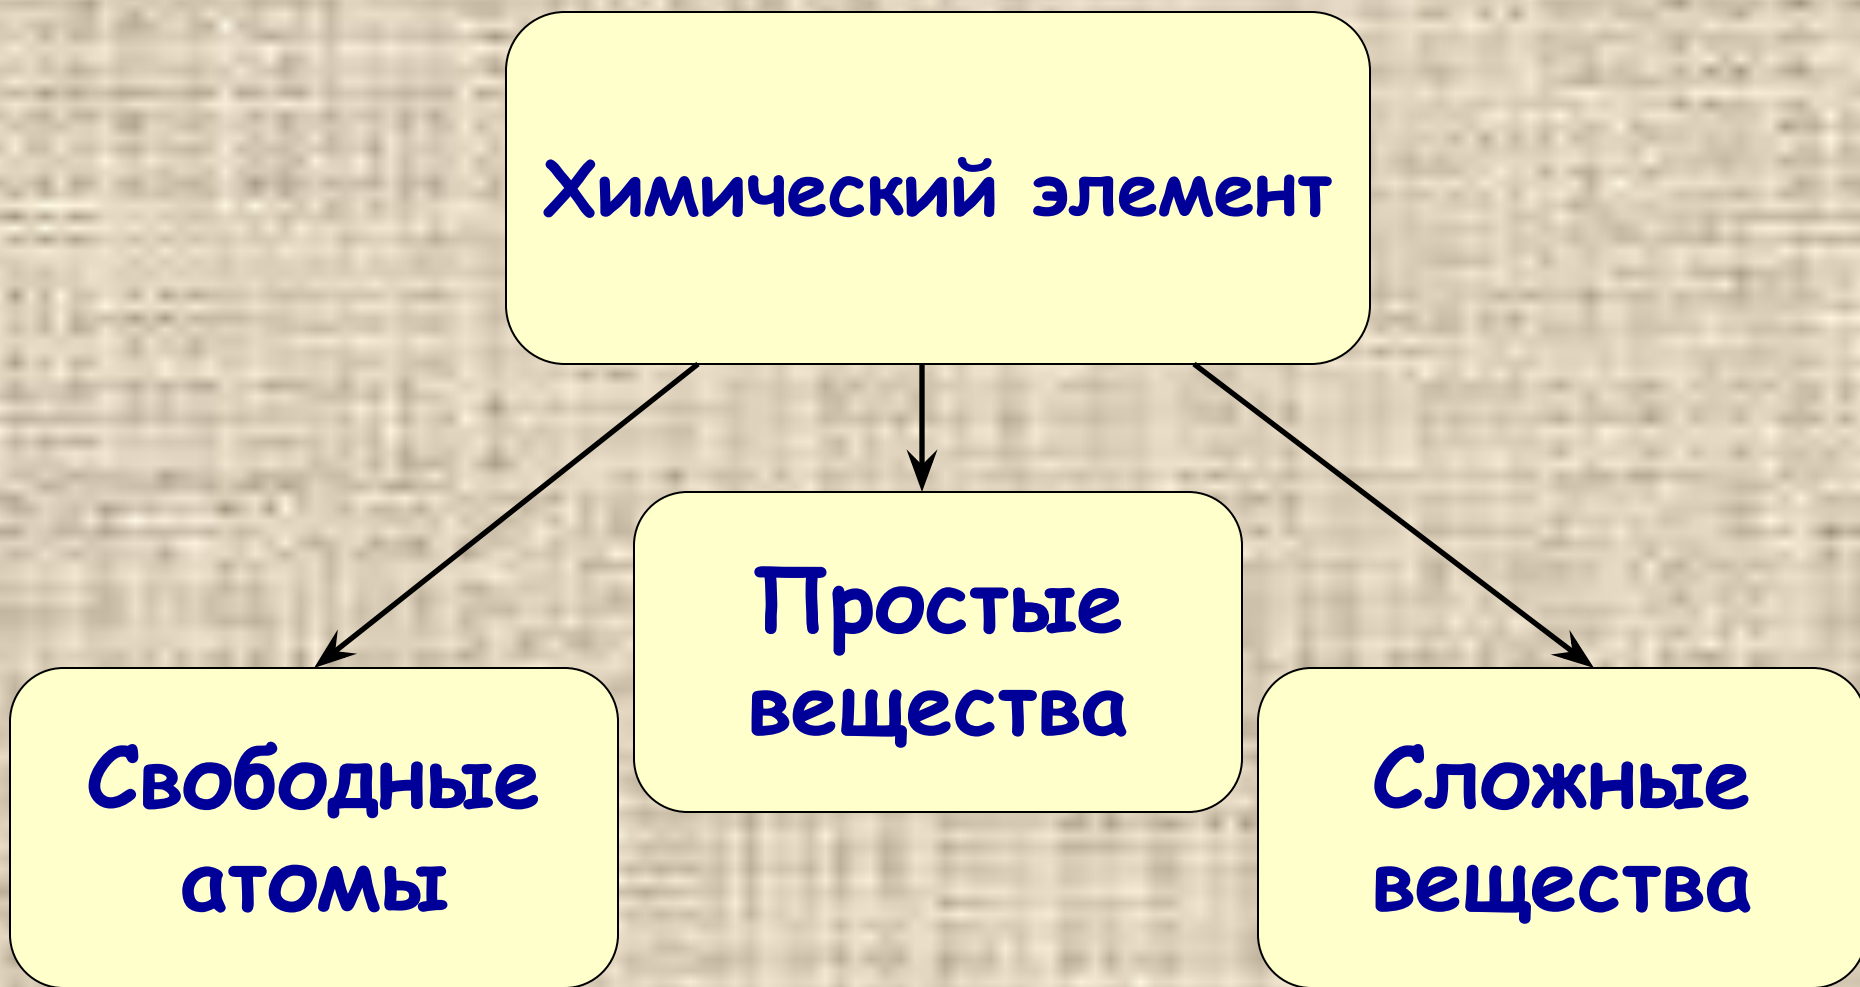 Химический элемент
Свободные
атомы
Простые
вещества
Сложные
вещества